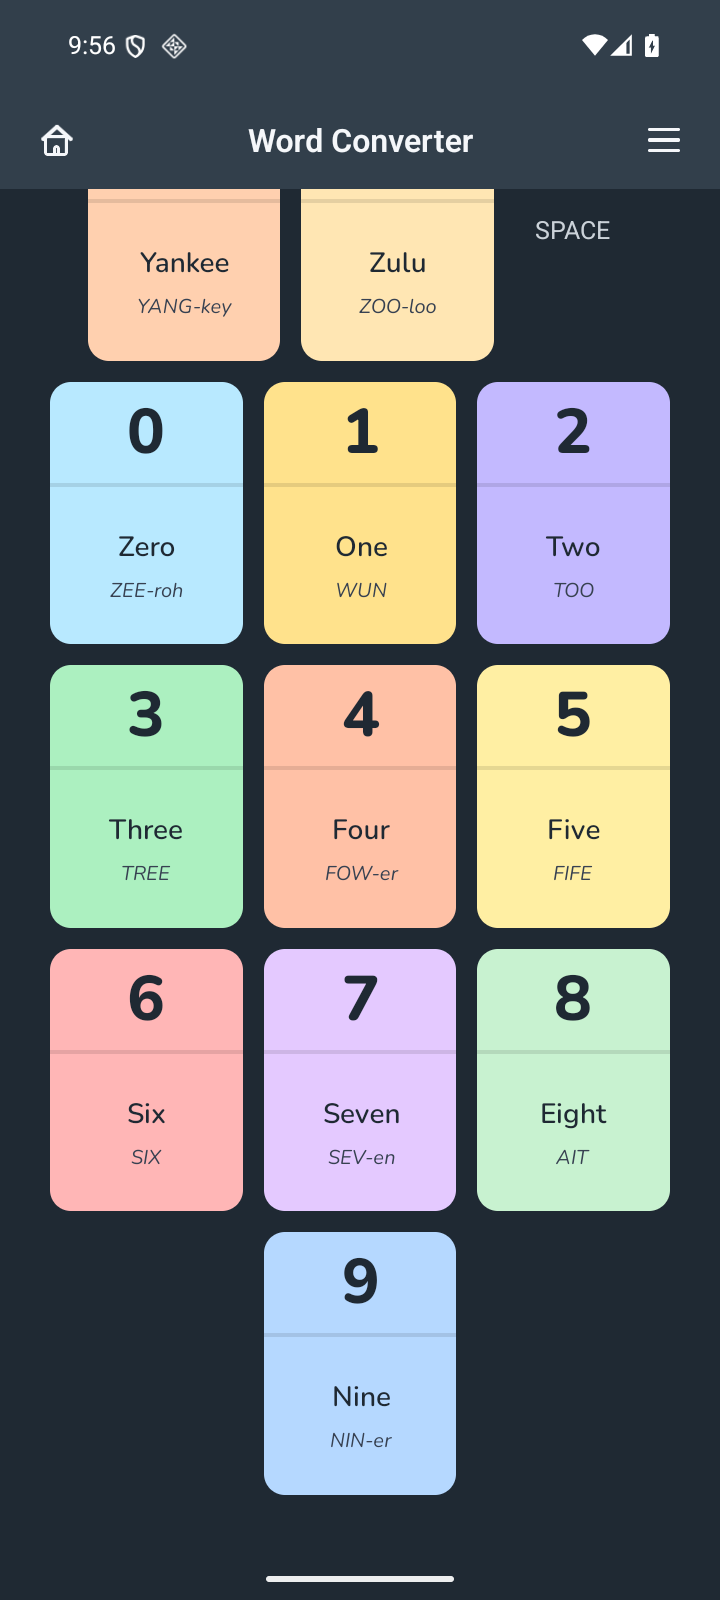 9:56
Word Converter
Yankee
YANG-key
Zulu
ZOO-loo
SPACE
0
Zero
ZEE-roh
1
One
WUN
2
Two
TOO
3
Three
TREE
4
Four
FOW-er
5
Five
FIFE
6
Six
SIX
7
Seven
SEV-en
8
Eight
AIT
9
Nine
NIN-er